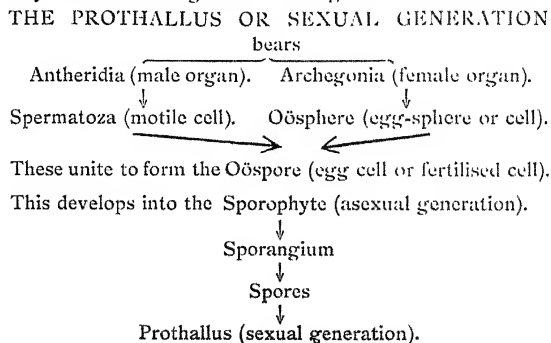 THE PROTHALLUS OR SEXUAL GENERATION
bears
Antheridia (male organ). Archegonia (female organ).
Spermatoza (motile cell). Oösphere (egg-sphere or cell).
These unite to form the Oöspore (egg cell or fertilised cell).
This develops into the Sporophyte (asexual generation).
Sporangium
Spores
Prothallus (sexual generation).